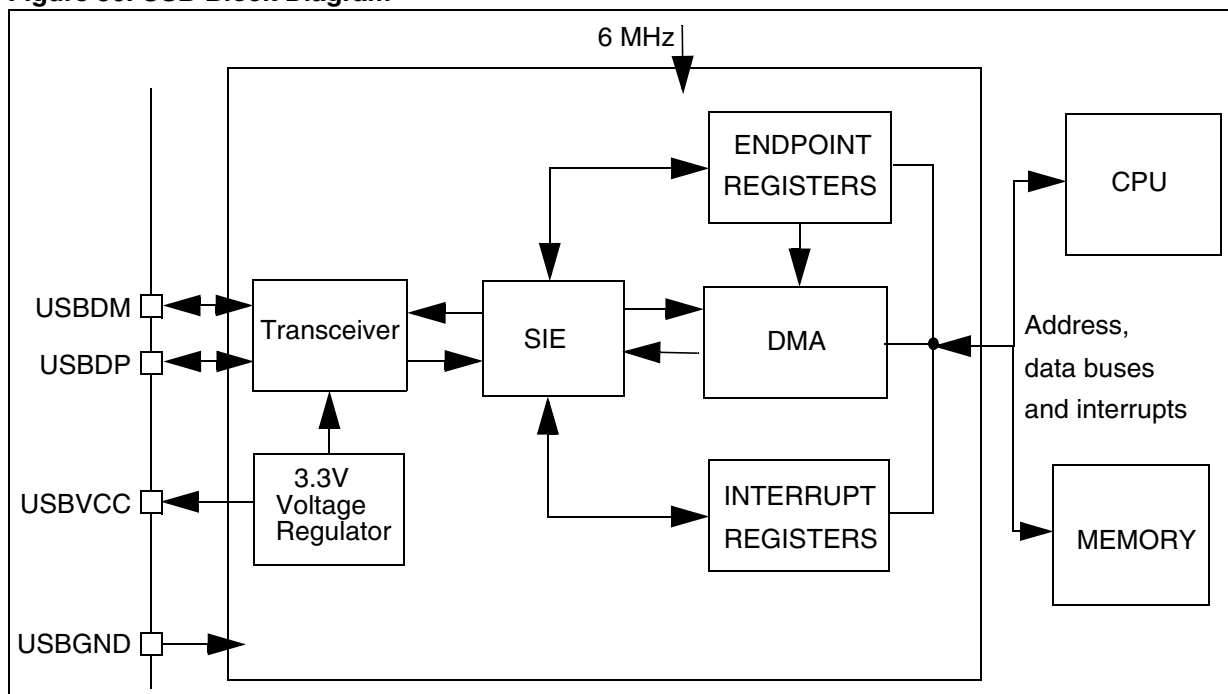 6 MHz
ENDPOINT
REGISTERS
CPU
USBDM
Transceiver
SIE
DMA
Address,
data buses
and interrupts
USBDP
3.3V
Voltage
Regulator
USBVCC
INTERRUPT
REGISTERS
MEMORY
USBGND